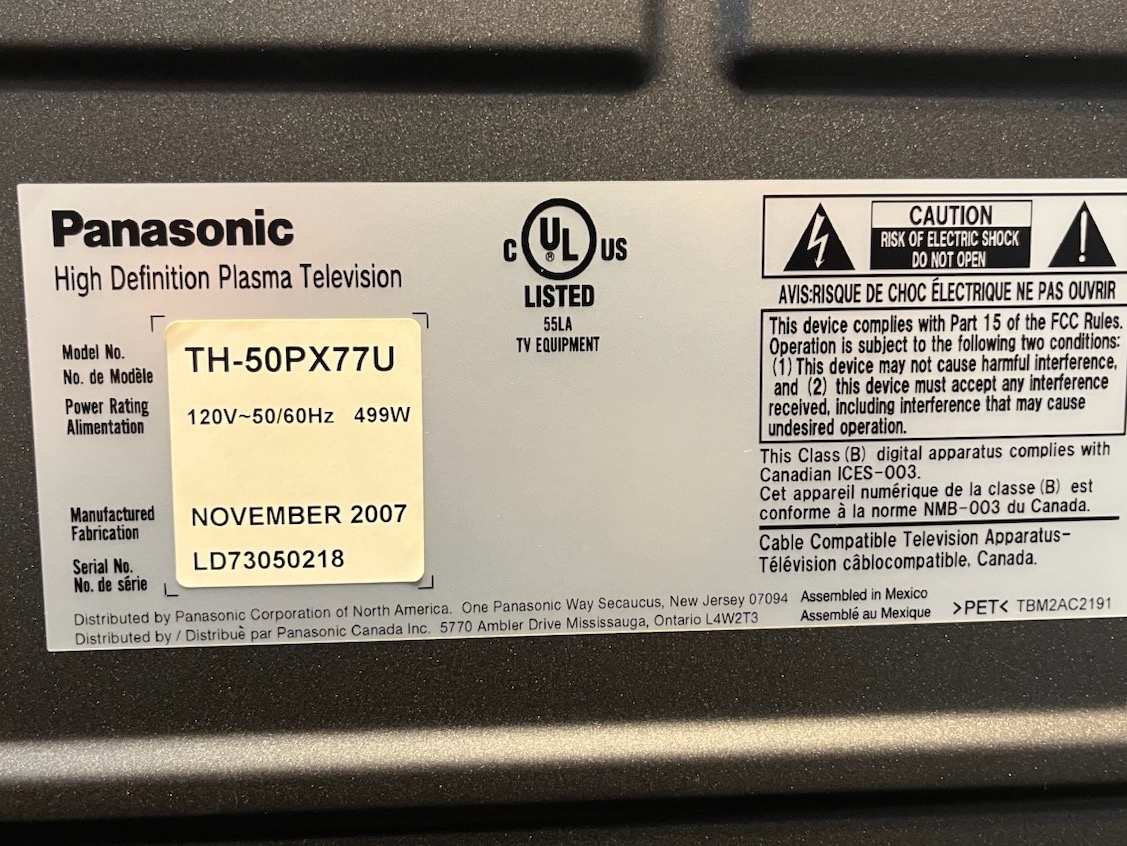 Panasonic
High Definition Plasma Television
Model No.
No. de Modèle
TH-50PX77U
Power Rating
Alimentation
120V~50/60Hz 499W
Manufactured
Fabrication
NOVEMBER 2007
Serial No.
No. de série
LD73050218
C UL ® US
LISTED
55LA
TV EQUIPMENT
CAUTION
RISK OF ELECTRIC SHOCK
DO NOT OPEN
AVIS:RISQUE DE CHOC ÉLECTRIQUE NE PAS OUVRIR
This device complies with Part 15 of the FCC Rules.
Operation is subject to the following two conditions:
(1) This device may not cause harmful interference,
and (2) this device must accept any interference
received, including interference that may cause
undesired operation.
This Class (B) digital apparatus complies with
Canadian ICES-003.
Cet appareil numérique de la classe (B) est
conforme à la norme NMB-003 du Canada.
Cable Compatible Television Apparatus-
Télévision câblocompatible, Canada.
Distributed by Panasonic Corporation of North America. One Panasonic Way Secaucus, New Jersey 07094
Distributed by / Distribuè par Panasonic Canada Inc. 5770 Ambler Drive Mississauga, Ontario L4W2T3
Assembled in Mexico
Assemblé au Mexique
>PET< TBM2AC2191